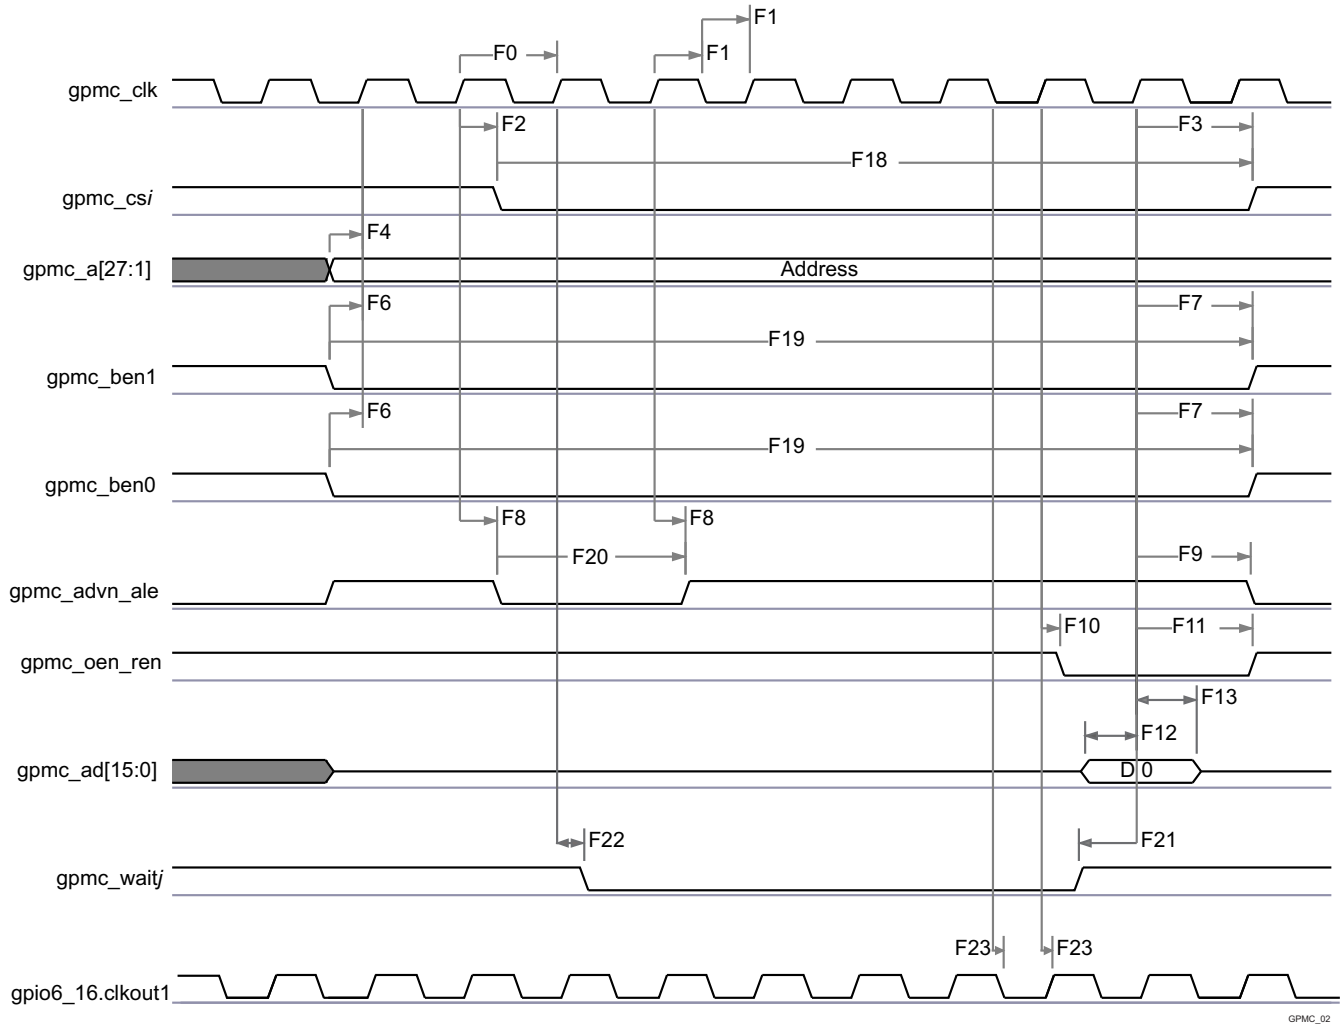 F1
F0
F1
gpmc_clk
F2
F3
F18
gpmc_csi
F4
gpmc_a[27:1]
Address
F6
F7
F19
gpmc_ben1
F6
F7
F19
gpmc_ben0
F8
F8
F20
F9
gpmc_advn_ale
F10
F11
gpmc_oen_ren
F13
F12
gpmc_ad[15:0]
D 0
F22
F21
gpmc_waitj
F23
F23
gpio6_16.clkout1
GPMC_02